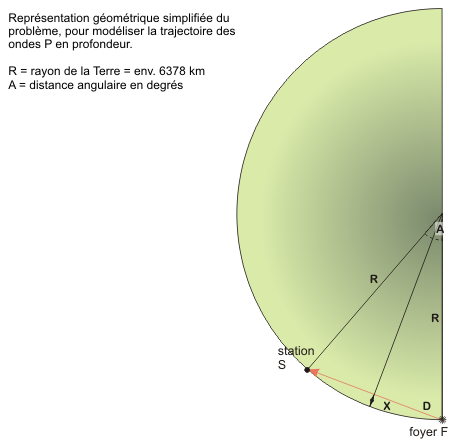 Représentation géométrique simplifiée du
problème, pour modéliser la trajectoire des
ondes P en profondeur.
R = rayon de la Terre = env. 6378 km
A = distance angulaire en degrés
A
R
R
station
S
X
D
foyer F